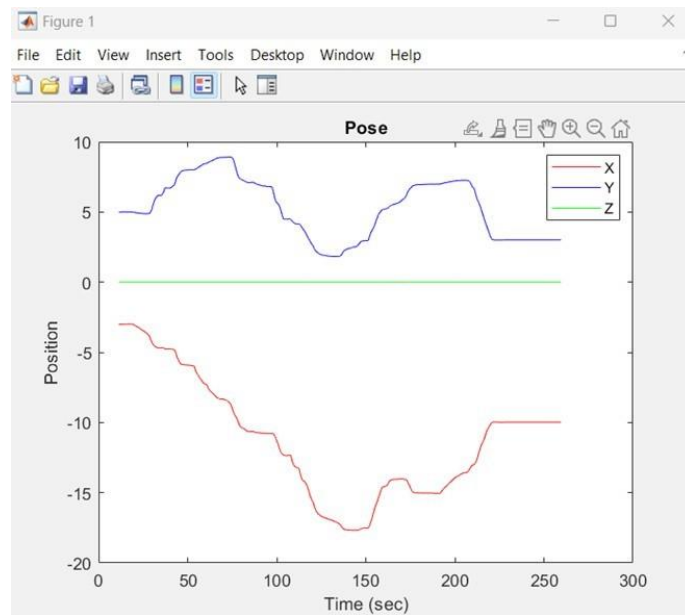 Figure 1
File Edit View Insert Tools Desktop Window Help
Pose
10
X
Y
Z
5
0
-5
Position
-10
-15
-20
0 50 100 150 200 250 300
Time (sec)